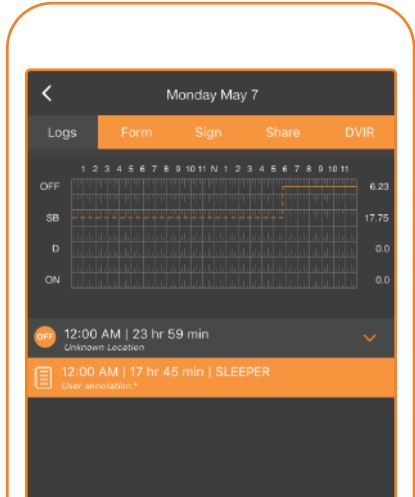 Monday May 7
Logs Form Sign Share DVIR
1 2 3 4 5 6 7 8 9 10 11 N 1 2 3 4 5 6 7 8 9 10 11
OFF 6.23
SB 17.75
D 0.0
ON 0.0
OFF 12:00 AM | 23 hr 59 min
Unknown Location
12:00 AM | 17 hr 45 min | SLEEPER
User annotation.*